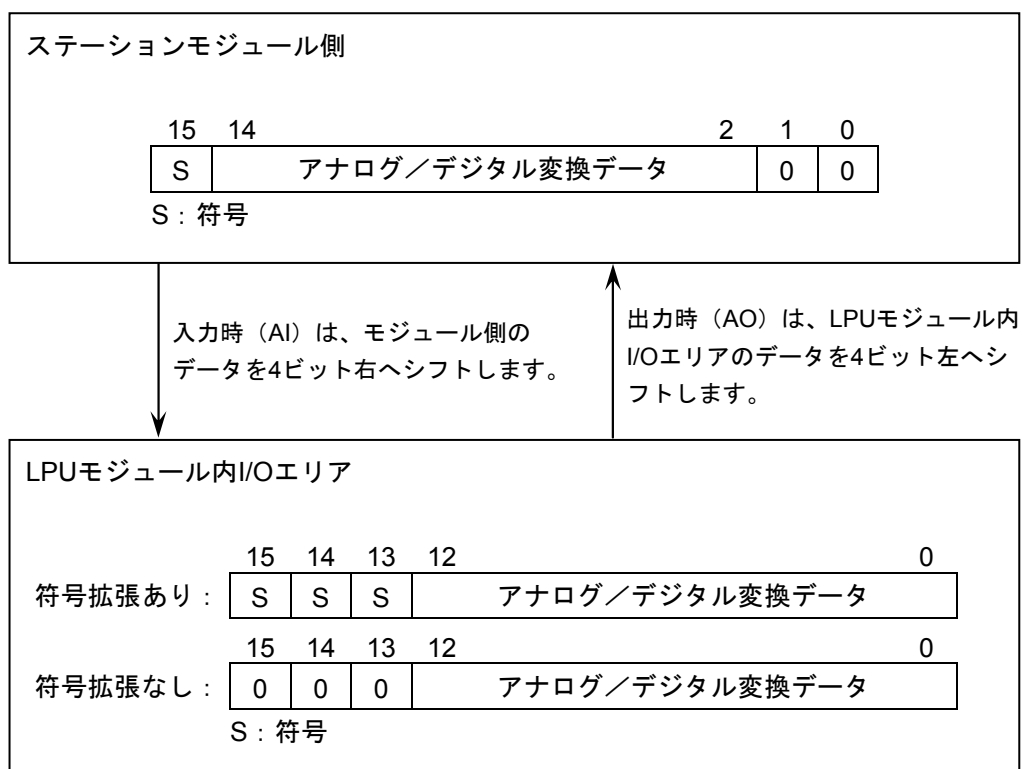 ステーションモジュール側
15 14 2 1 0
S アナログ／デジタル変換データ 0 0
S：符号
入力時（AI）は、モジュール側の
データを4ビット右へシフトします。
出力時（AO）は、LPUモジュール内
I/Oエリアのデータを4ビット左へシ
フトします。
LPUモジュール内I/Oエリア
15 14 13 12 0
符号拡張あり： S S S アナログ／デジタル変換データ
15 14 13 12 0
符号拡張なし： 0 0 0 アナログ／デジタル変換データ
S：符号